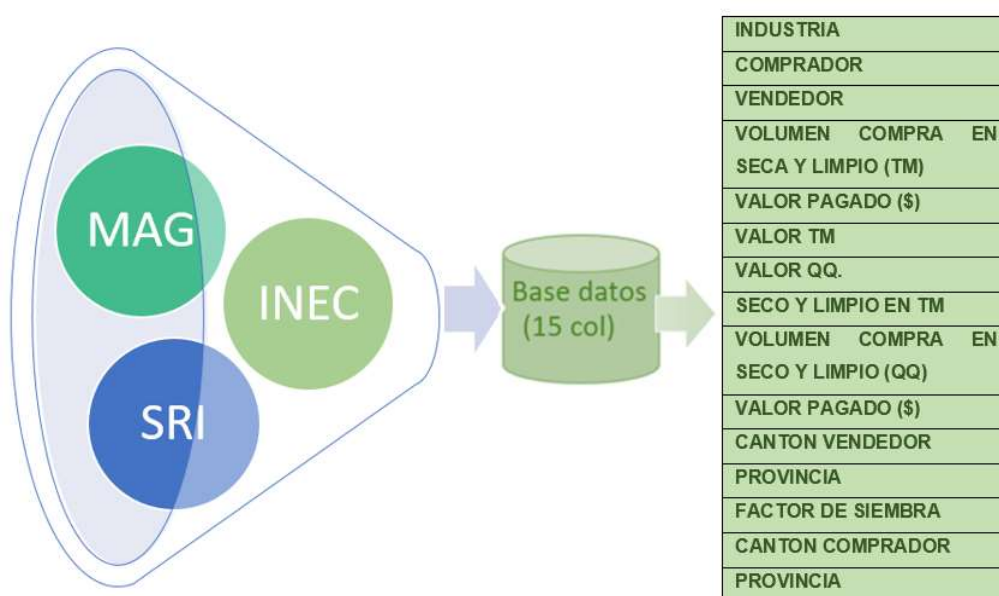 MAG
INEC
SRI
Base datos
(15 col)
INDUSTRIA
COMPRADOR
VENDEDOR
VOLUMEN COMPRA EN
SECA Y LIMPIO (TM)
VALOR PAGADO ($)
VALOR TM
VALOR QQ.
SECO Y LIMPIO EN TM
VOLUMEN COMPRA EN
SECO Y LIMPIO (QQ)
VALOR PAGADO ($)
CANTON VENDEDOR
PROVINCIA
FACTOR DE SIEMBRA
CANTON COMPRADOR
PROVINCIA